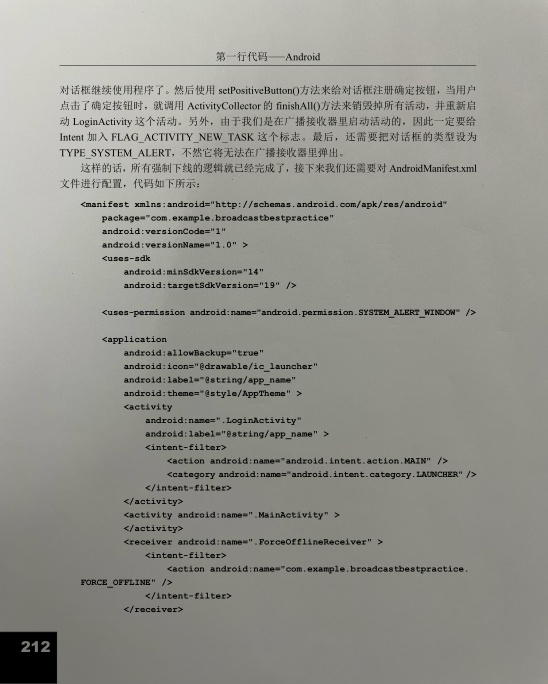 第一行代码——Android
对话框继续使用程序了。然后使用 setPositiveButton()方法来给对话框注册确定按钮，当用户
点击了确定按钮时，就调用 ActivityCollector 的 finishAll()方法来销毁掉所有活动，并重新启
动 LoginActivity 这个活动。另外，由于我们是在广播接收器里启动活动的，因此一定要给
Intent 加入 FLAG_ACTIVITY_NEW_TASK 这个标志。最后，还需要把对话框的类型设为
TYPE_SYSTEM_ALERT，不然它将无法在广播接收器里弹出。
这样的话，所有强制下线的逻辑就已经完成了，接下来我们还需要对 AndroidManifest.xml
文件进行配置，代码如下所示：
<manifest xmlns:android="http://schemas.android.com/apk/res/android"
package="com.example.broadcastbestpractice"
android:versionCode="1"
android:versionName="1.0" >
<uses-sdk
android:minSdkVersion="14"
android:targetSdkVersion="19" />
<uses-permission android:name="android.permission.SYSTEM_ALERT_WINDOW" />
<application
android:allowBackup="true"
android:icon="@drawable/ic_launcher"
android:label="@string/app_name"
android:theme="@style/AppTheme" >
<activity
android:name=".LoginActivity"
android:label="@string/app_name" >
<intent-filter>
<action android:name="android.intent.action.MAIN" />
<category android:name="android.intent.category.LAUNCHER" />
</intent-filter>
</activity>
<activity android:name=".MainActivity" >
</activity>
<receiver android:name=".ForceOfflineReceiver" >
<intent-filter>
<action android:name="com.example.broadcastbestpractice.
FORCE_OFFLINE" />
</intent-filter>
</receiver>
212